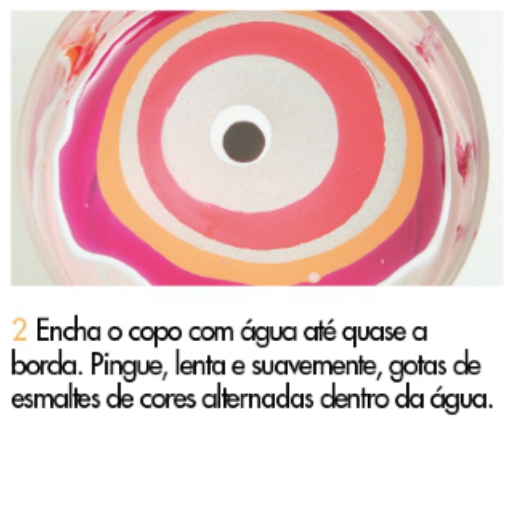 2 Encha o copo com água até quase a
borda. Pingue, lenta e suavemente, gotas de
esmaltes de cores alternadas dentro da água.